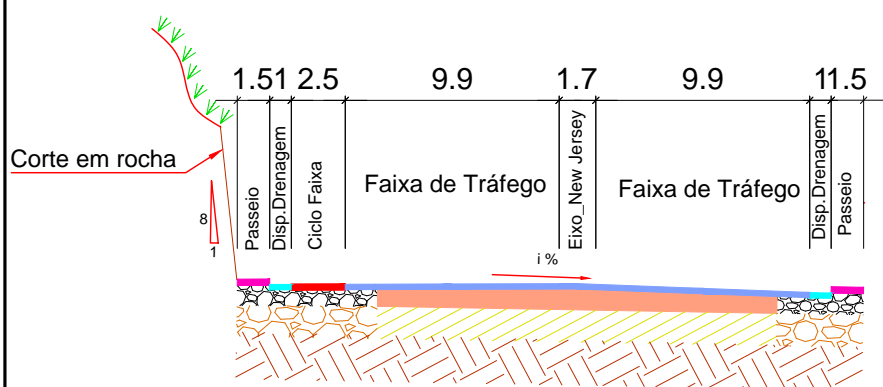 1.5 1 2.5 9.9 1.7 9.9 1 1.5
Corte em rocha
Passeio
Disp.Drenagem
Ciclo Faixa
Faixa de Tráfego
Eixo_New Jersey
Faixa de Tráfego
Disp.Drenagem
Passeio
8
1
i %